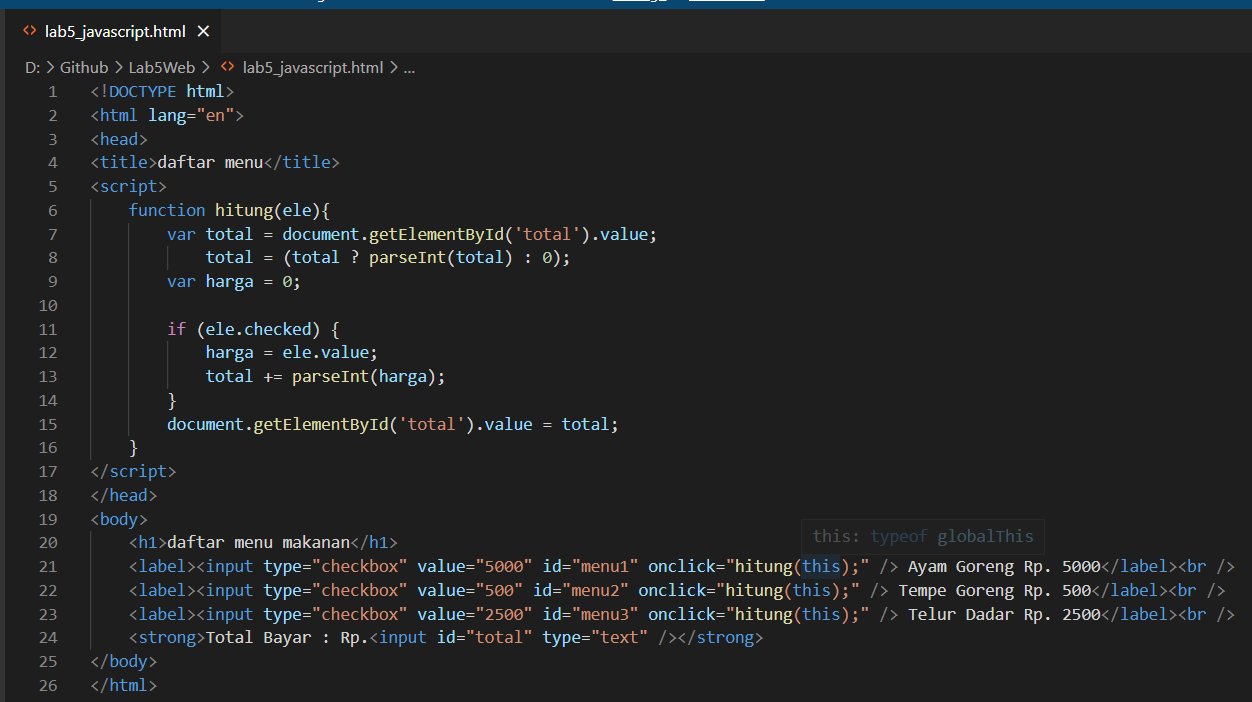 lab5_javascript.html
D: > Github > Lab5Web > lab5_javascript.html > ...
1 <!DOCTYPE html>
2 <html lang="en">
3 <head>
4 <title>daftar menu</title>
5 <script>
6     function hitung(ele){
7         var total = document.getElementById('total').value;
8             total = (total ? parseInt(total) : 0);
9         var harga = 0;
10
11         if (ele.checked) {
12             harga = ele.value;
13             total += parseInt(harga);
14         }
15         document.getElementById('total').value = total;
16     }
17 </script>
18 </head>
19 <body>
this: typeof globalThis
20     <h1>daftar menu makanan</h1>
21     <label><input type="checkbox" value="5000" id="menu1" onclick="hitung(this);" /> Ayam Goreng Rp. 5000</label><br />
22     <label><input type="checkbox" value="500" id="menu2" onclick="hitung(this);" /> Tempe Goreng Rp. 500</label><br />
23     <label><input type="checkbox" value="2500" id="menu3" onclick="hitung(this);" /> Telur Dadar Rp. 2500</label><br />
24     <strong>Total Bayar : Rp.<input id="total" type="text" /></strong>
25 </body>
26 </html>